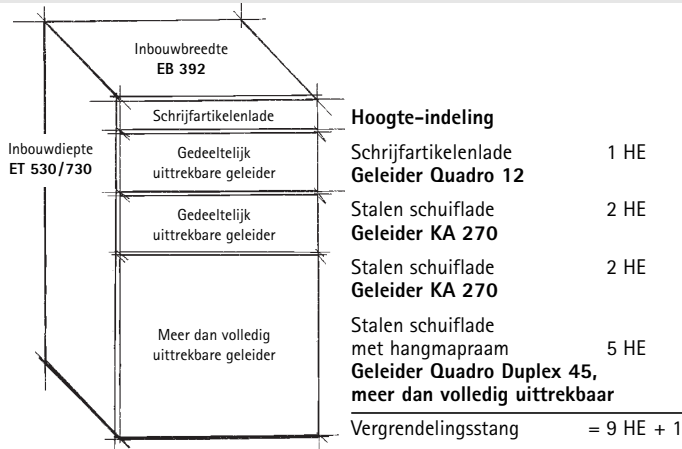 Inbouwbreedte
EB 392
Schrijfartikelenlade
Inbouwdiepte
ET 530/730
Gedeeltelijk
uittrekbare geleider
Gedeeltelijk
uittrekbare geleider
Meer dan volledig
uittrekbare geleider
Hoogte-indeling
Schrijfartikelenlade 1 HE
Geleider Quadro 12
Stalen schuiflade 2 HE
Geleider KA 270
Stalen schuiflade 2 HE
Geleider KA 270
Stalen schuiflade
met hangmapraam 5 HE
Geleider Quadro Duplex 45,
meer dan volledig uittrekbaar
Vergrendelingsstang = 9 HE + 1